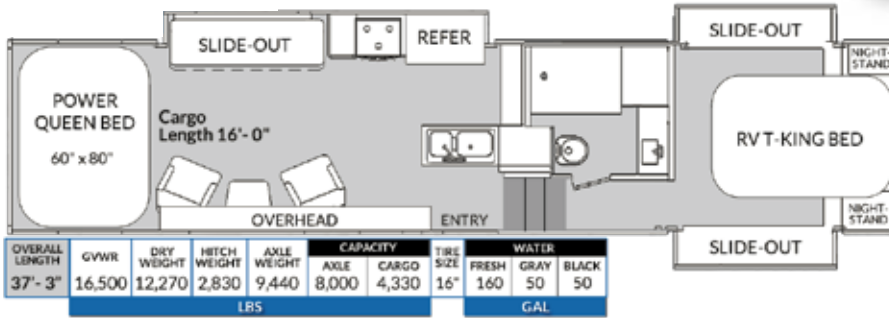 SLIDE-OUT
REFER
SLIDE-OUT
NIGHT-
STAND
POWER
QUEEN BED
60" x 80"
Cargo
Length 16'- 0"
RV T-KING BED
OVERHEAD
ENTRY
NIGHT-
STAND
SLIDE-OUT
OVERALL
LENGTH
GVWR
DRY
WEIGHT
HITCH
WEIGHT
AXLE
WEIGHT
CAPACITY
AXLE
CARGO
TIRE
SIZE
WATER
FRESH
GRAY
BLACK
37'- 3"
16,500
12,270
2,830
9,440
8,000
4,330
16"
160
50
50
LBS
GAL